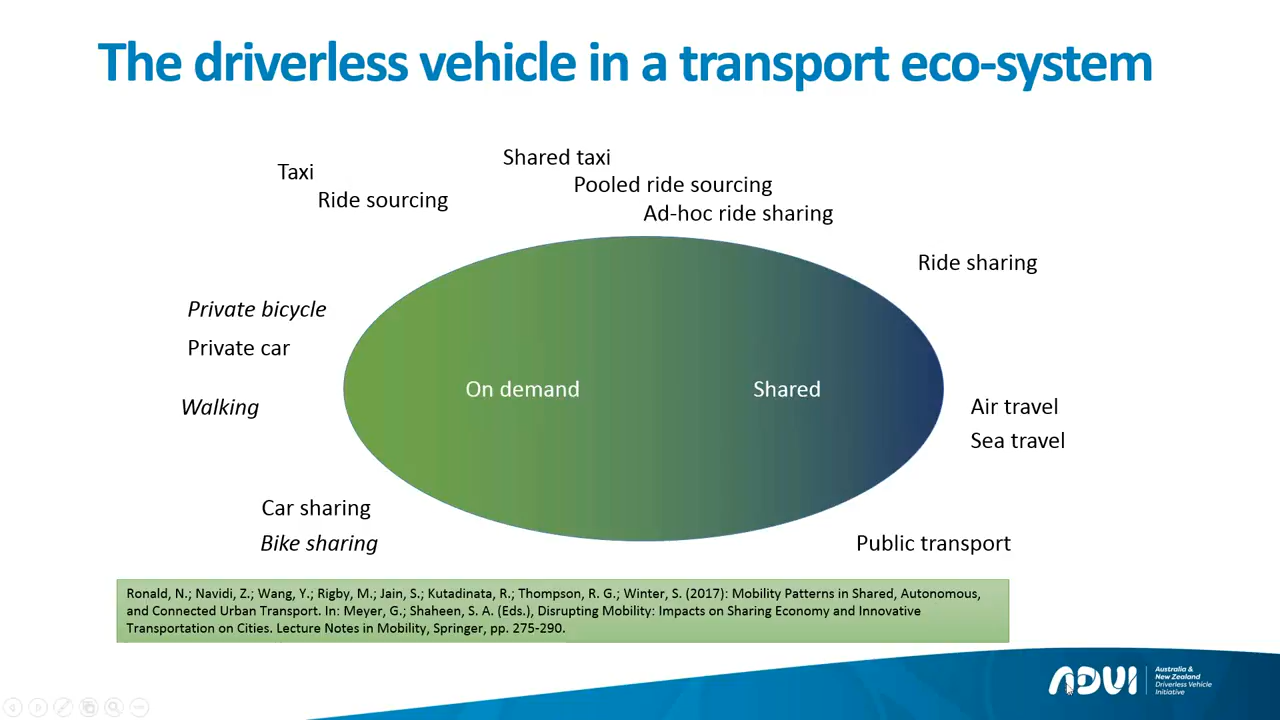 The driverless vehicle in a transport eco-system
Taxi
Ride sourcing
Shared taxi
Pooled ride sourcing
Ad-hoc ride sharing
Ride sharing
Private bicycle
Private car
Walking
On demand
Shared
Air travel
Sea travel
Car sharing
Bike sharing
Public transport
Ronald, N.; Navidi, Z.; Wang, Y.; Rigby, M.; Jain, S.; Kutadinata, R.; Thompson, R. G.; Winter, S. (2017): Mobility Patterns in Shared, Autonomous,
and Connected Urban Transport. In: Meyer, G.; Shaheen, S. A. (Eds.), Disrupting Mobility: Impacts on Sharing Economy and Innovative
Transportation on Cities. Lecture Notes in Mobility, Springer, pp. 275-290.
ADVI
Australia &
New Zealand
Driverless Vehicle
Initiative